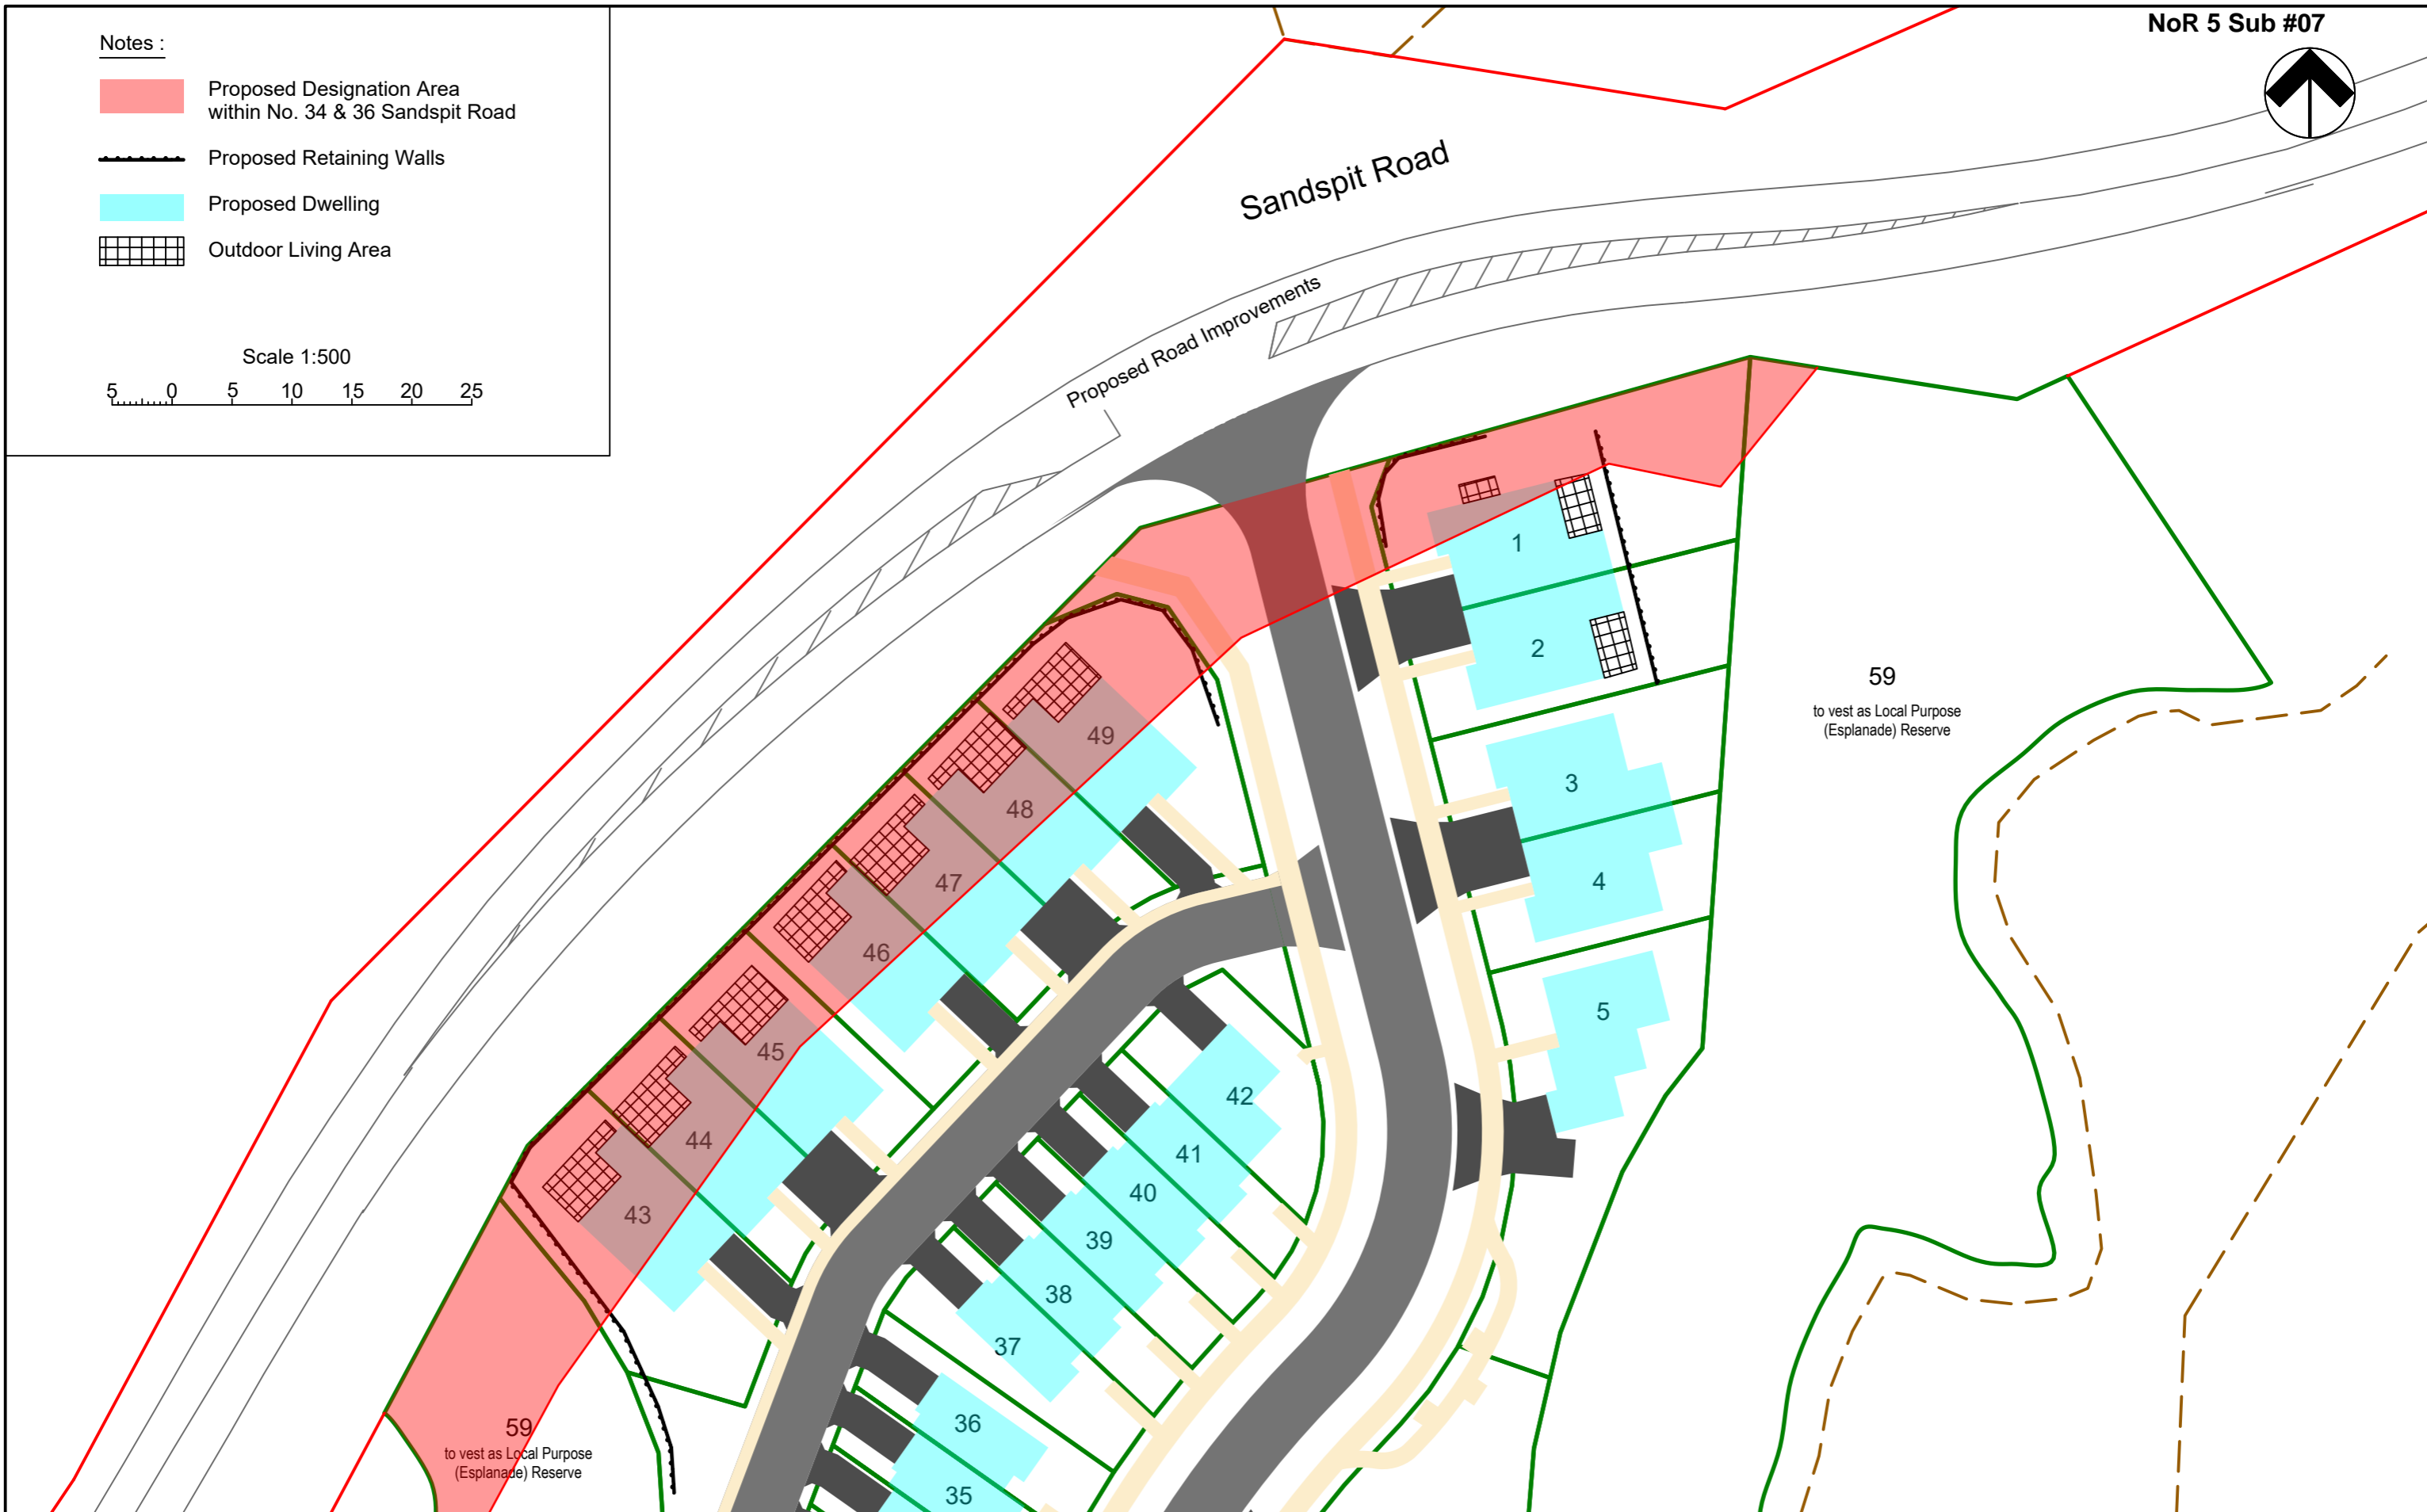 NoR 5 Sub #07
Notes :
Proposed Designation Area
within No. 34 & 36 Sandspit Road
Proposed Retaining Walls
Proposed Dwelling
Outdoor Living Area
Scale 1:500
5 0 5 10 15 20 25
Sandspit Road
Proposed Road Improvements
1
2
59
to vest as Local Purpose
(Esplanade) Reserve
49
3
48
47
4
46
5
45
42
44
41
40
43
39
38
37
59
to vest as Local Purpose
(Esplanade) Reserve
36
35